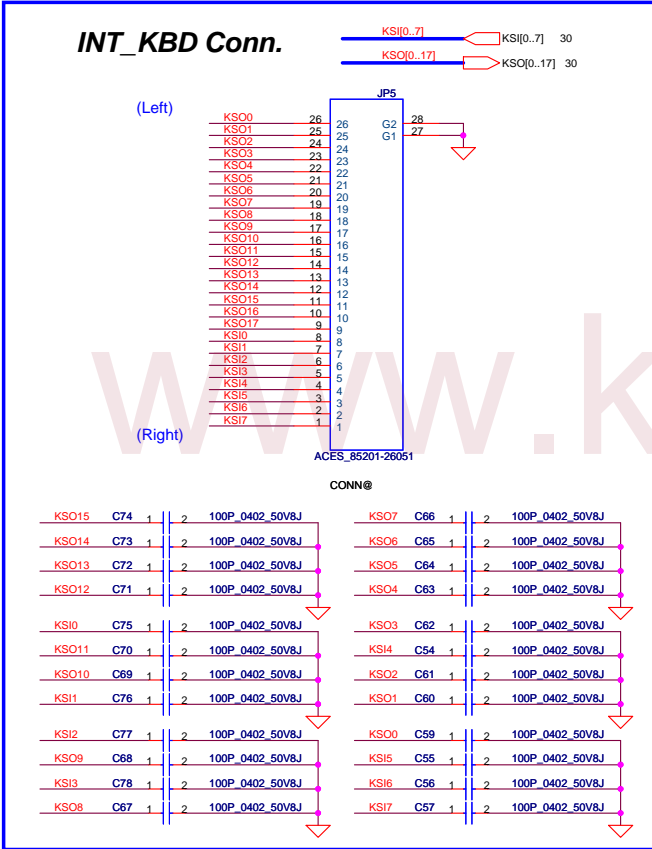 INT_KBD Conn.
KSI[0..7] KSI[0..7] 30
KSO[0..17] KSO[0..17] 30
JP5
(Left)
KSO0 26 26 G2 28
KSO1 25 25 G1 27
KSO2 24 24
KSO3 23 23
KSO4 22 22
KSO5 21 21
KSO6 20 20
KSO7 19 19
KSO8 18 18
KSO9 17 17
KSO10 16 16
KSO11 15 15
KSO12 14 14
KSO13 13 13
KSO14 12 12
KSO15 11 11
KSO16 10 10
KSO17 9 9
KSI0 8 8
KSI1 7 7
KSI2 6 6
KSI3 5 5
KSI4 4 4
KSI5 3 3
KSI6 2 2
KSI7 1 1
(Right)
www.k
ACES_85201-26051
CONN@
KSO15 C74 1 2 100P_0402_50V8J KSO7 C66 1 2 100P_0402_50V8J
KSO14 C73 1 2 100P_0402_50V8J KSO6 C65 1 2 100P_0402_50V8J
KSO13 C72 1 2 100P_0402_50V8J KSO5 C64 1 2 100P_0402_50V8J
KSO12 C71 1 2 100P_0402_50V8J KSO4 C63 1 2 100P_0402_50V8J
KSI0 C75 1 2 100P_0402_50V8J KSO3 C62 1 2 100P_0402_50V8J
KSO11 C70 1 2 100P_0402_50V8J KSI4 C54 1 2 100P_0402_50V8J
KSO10 C69 1 2 100P_0402_50V8J KSO2 C61 1 2 100P_0402_50V8J
KSI1 C76 1 2 100P_0402_50V8J KSO1 C60 1 2 100P_0402_50V8J
KSI2 C77 1 2 100P_0402_50V8J KSO0 C59 1 2 100P_0402_50V8J
KSO9 C68 1 2 100P_0402_50V8J KSI5 C55 1 2 100P_0402_50V8J
KSI3 C78 1 2 100P_0402_50V8J KSI6 C56 1 2 100P_0402_50V8J
KSO8 C67 1 2 100P_0402_50V8J KSI7 C57 1 2 100P_0402_50V8J